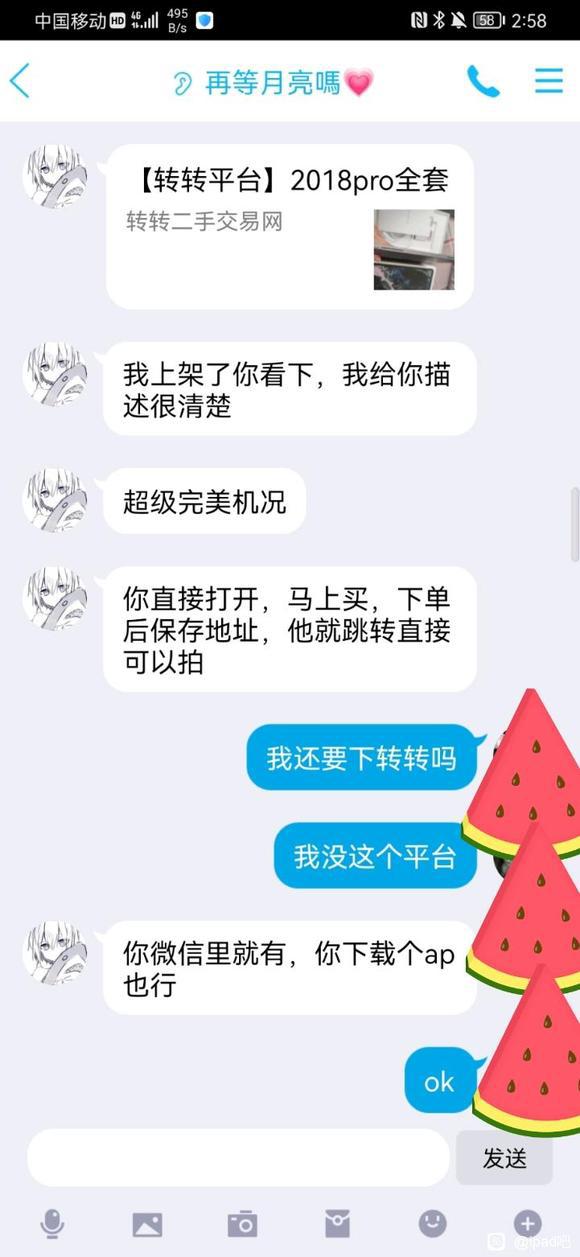 中国移动 HD 4G 495 B/s 58 2:58
再等月亮嗎
【转转平台】2018pro全套
转转二手交易网
我上架了你看下，我给你描
述很清楚
超级完美机况
你直接打开，马上买，下单
后保存地址，他就跳转直接
可以拍
我还要下转转吗
我没这个平台
你微信里就有，你下载个ap
也行
ok
发送
@ipad吧